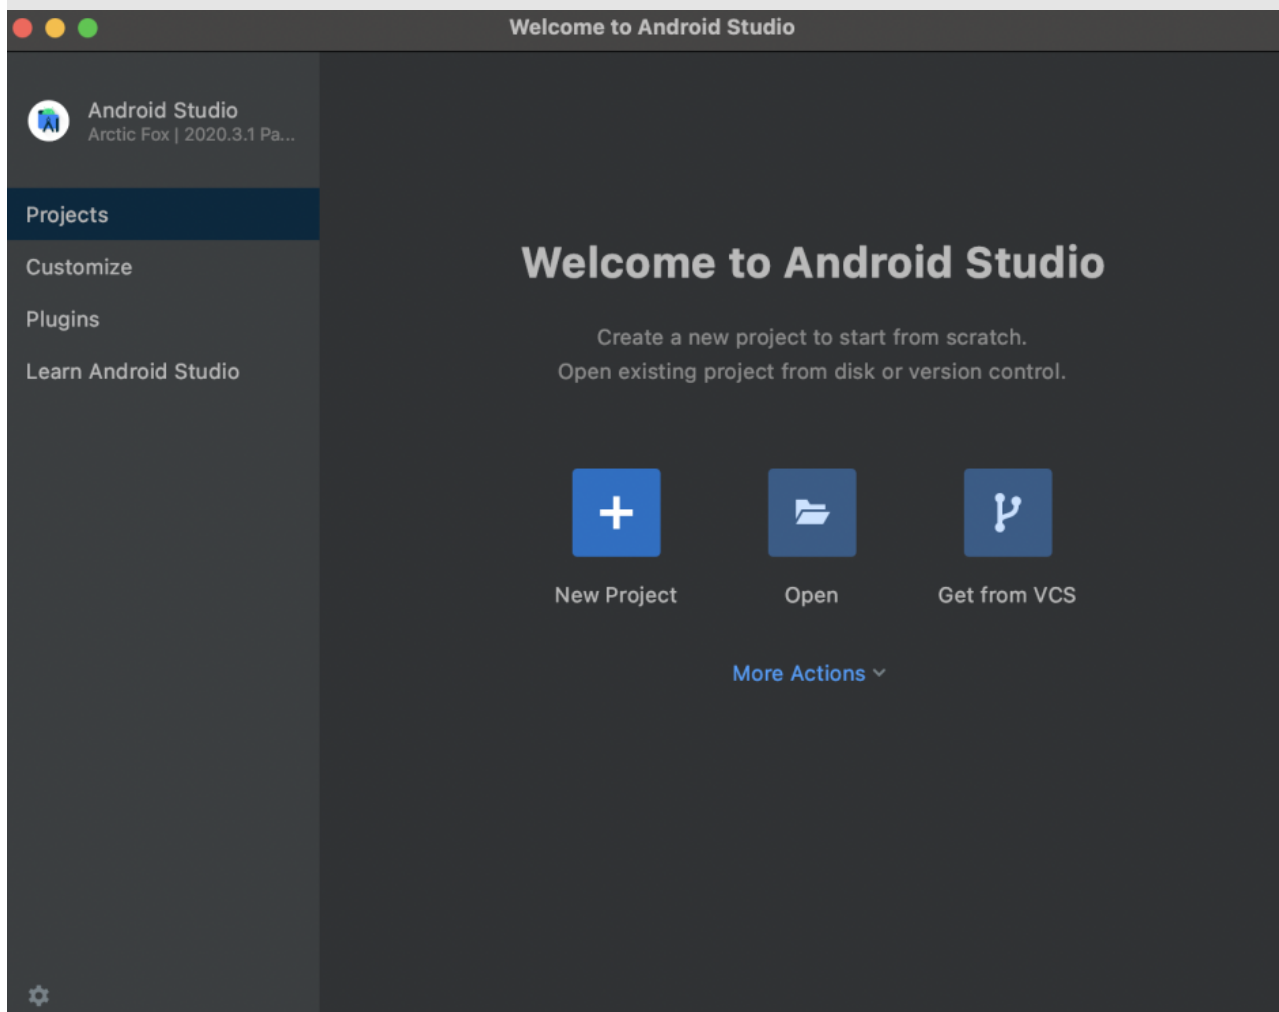 Welcome to Android Studio
Android Studio
Arctic Fox | 2020.3.1 Pa...
Projects
Customize
Plugins
Learn Android Studio
Welcome to Android Studio
Create a new project to start from scratch.
Open existing project from disk or version control.
New Project
Open
Get from VCS
More Actions